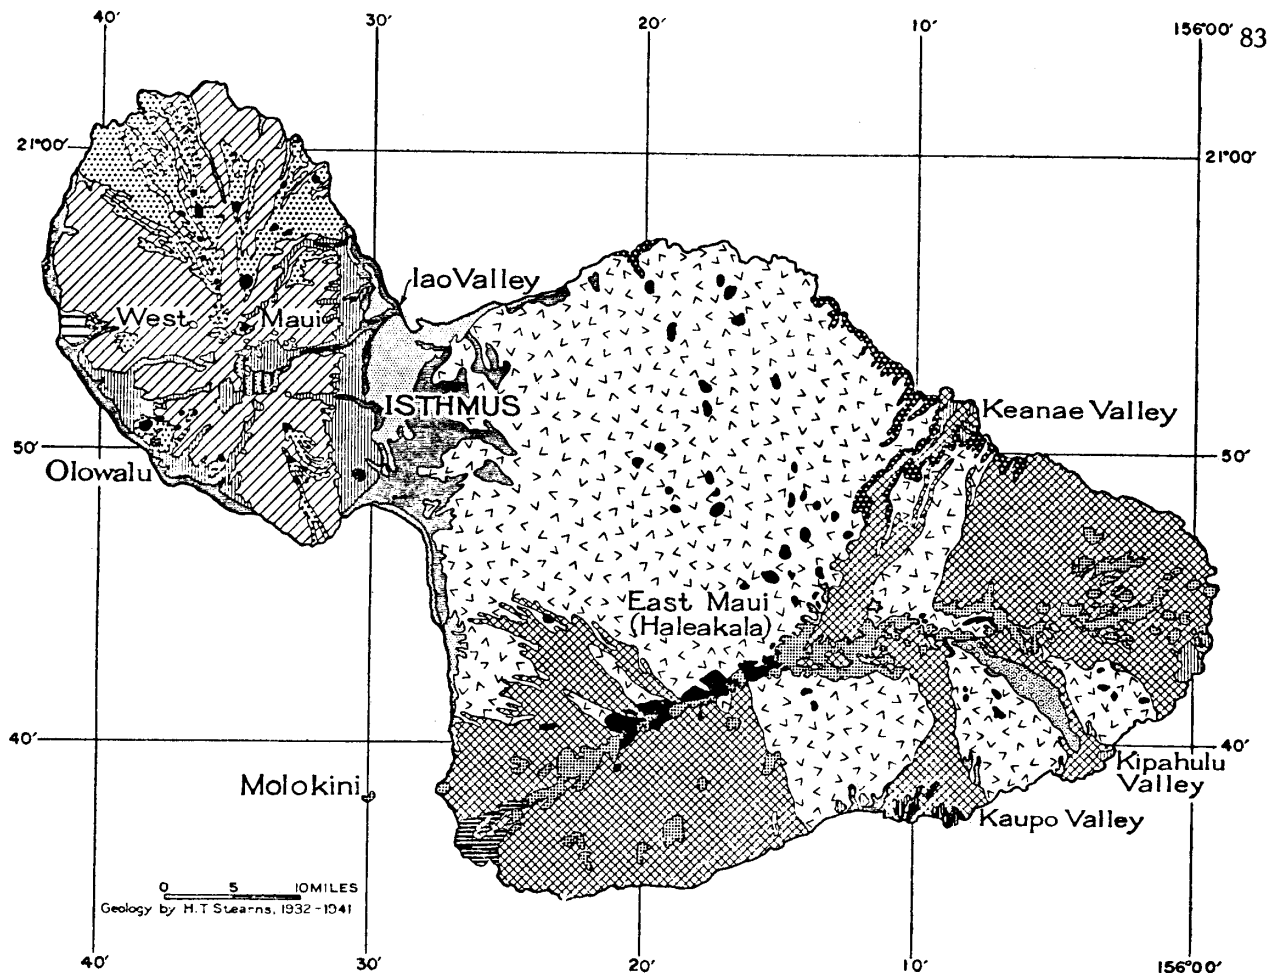 40′ 30′ 20′ 10′ 156°00′ 83
21°00′ 21°00′
Iao Valley
West Maui
ISTHMUS
Keanae Valley
50′ 50′
Olowalu
East Maui
(Haleakala)
40′ 40′
Kipahulu
Valley
Molokini
Kaupo Valley
0 5 10 MILES
Geology by H.T. Stearns, 1932-1941
40′ 30′ 20′ 10′ 156°00′